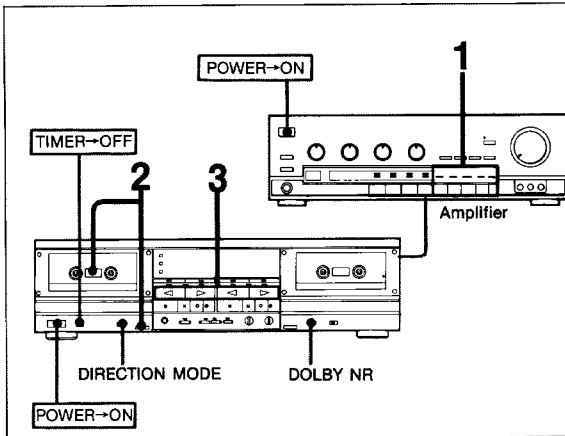 POWER→ON
1
TIMER→OFF
2
3
Amplifier
DIRECTION MODE
DOLBY NR
POWER→ON